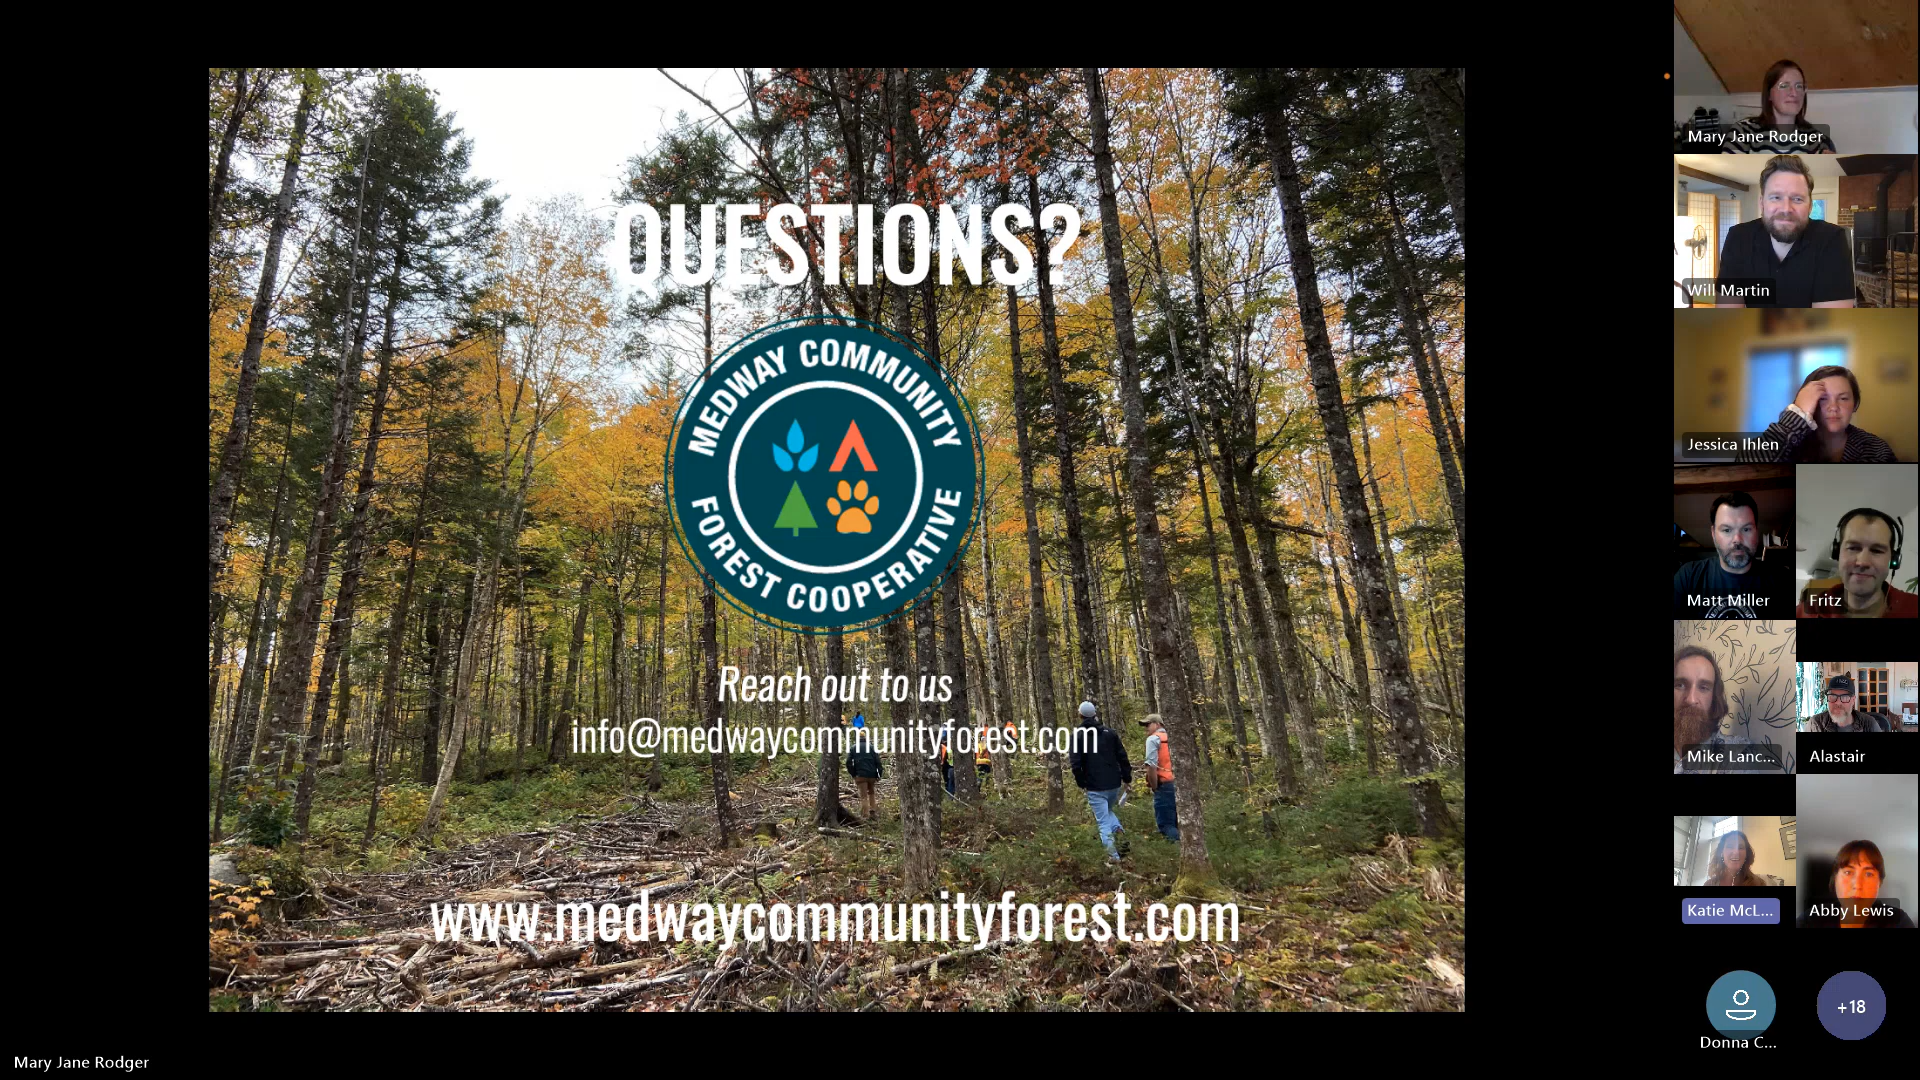 QUESTIONS?
MEDWAY COMMUNITY
FOREST COOPERATIVE
Reach out to us
info@medwaycommunityforest.com
www.medwaycommunityforest.com
Mary Jane Rodger
Mary Jane Rodger
Will Martin
Jessica Ihlen
Matt Miller
Fritz
Mike Lanc...
Alastair
Katie McL...
Abby Lewis
Donna C...
+18